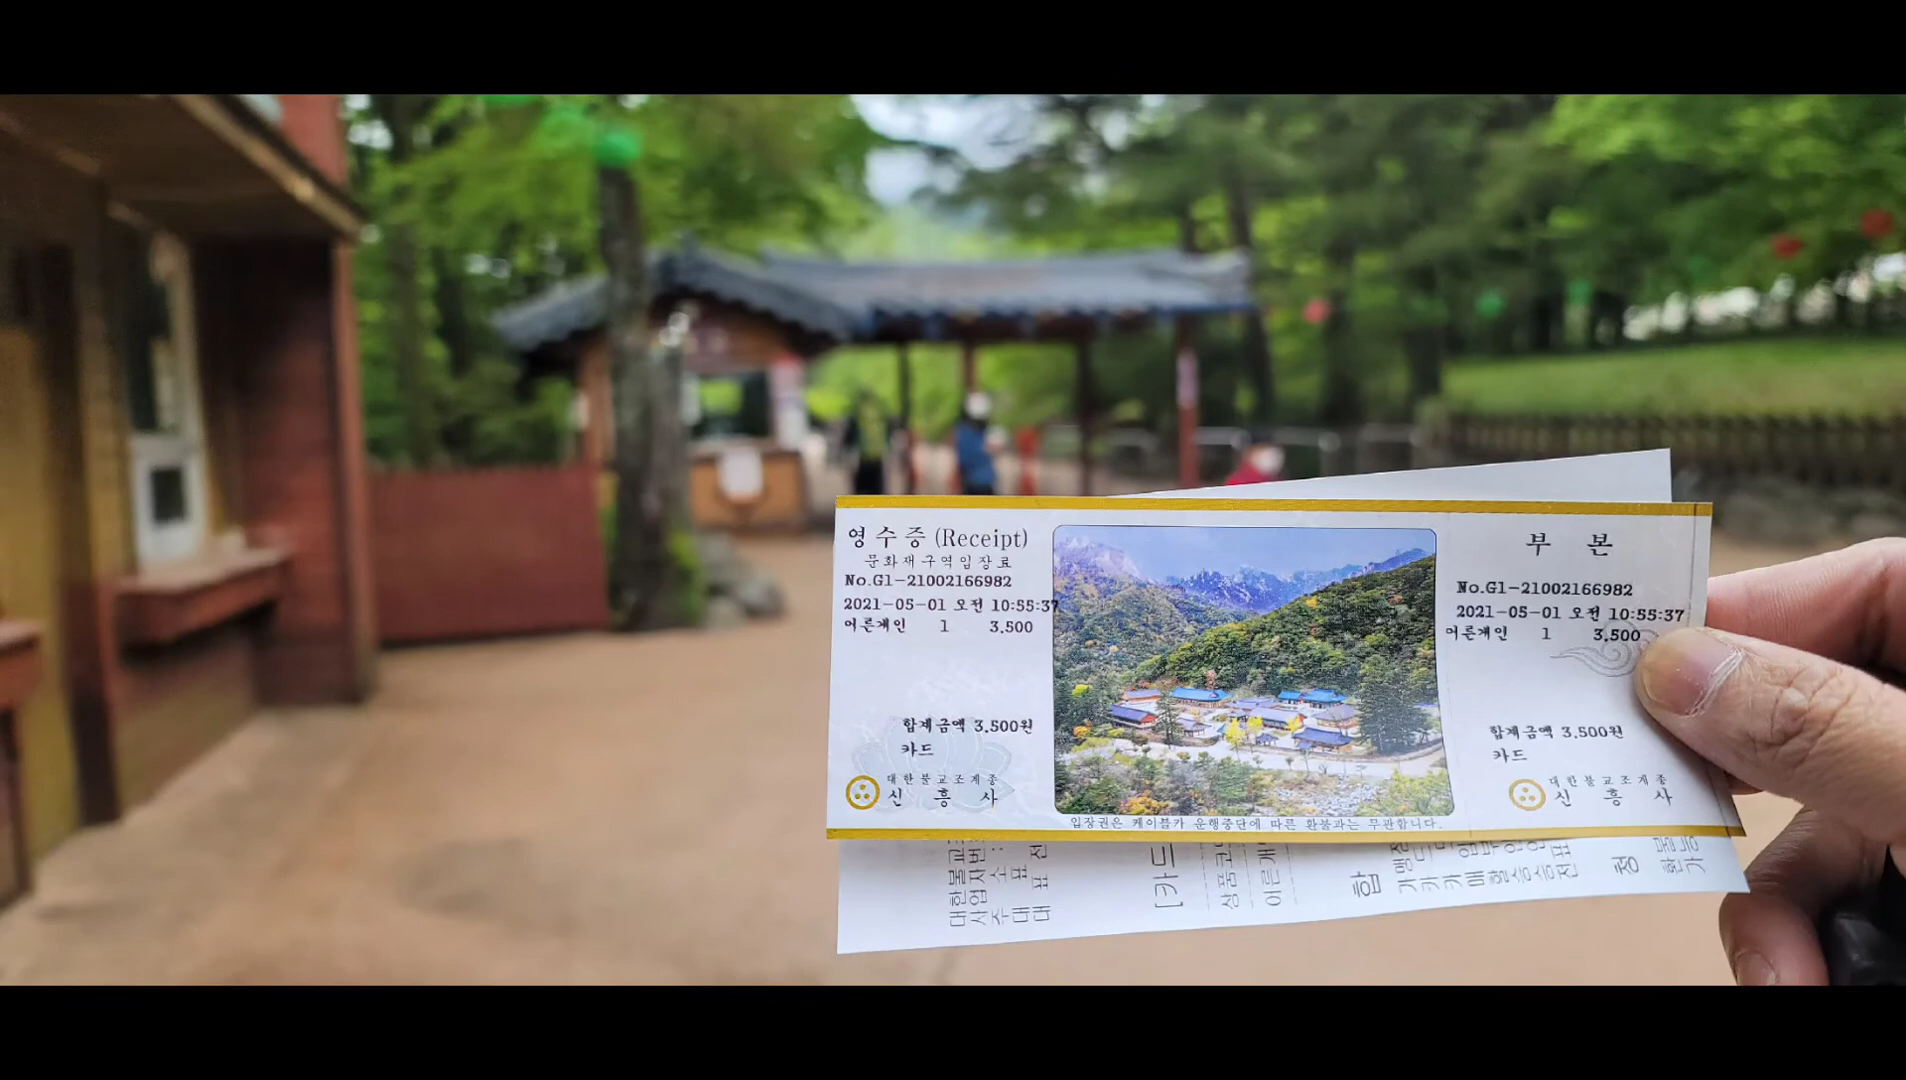 영수증 (Receipt)
문화재구역입장료
No.G1-21002166982
2021-05-01 오전 10:55:37
어른개인 1 3,500
합계금액 3,500원
카드
대한불교조계종
신흥사
입장권은 케이블카 운행중단에 따른 환불과는 무관합니다.
부 본
No.G1-21002166982
2021-05-01 오전 10:55:37
어른개인 1 3,500
합계금액 3,500원
카드
대한불교조계종
신흥사